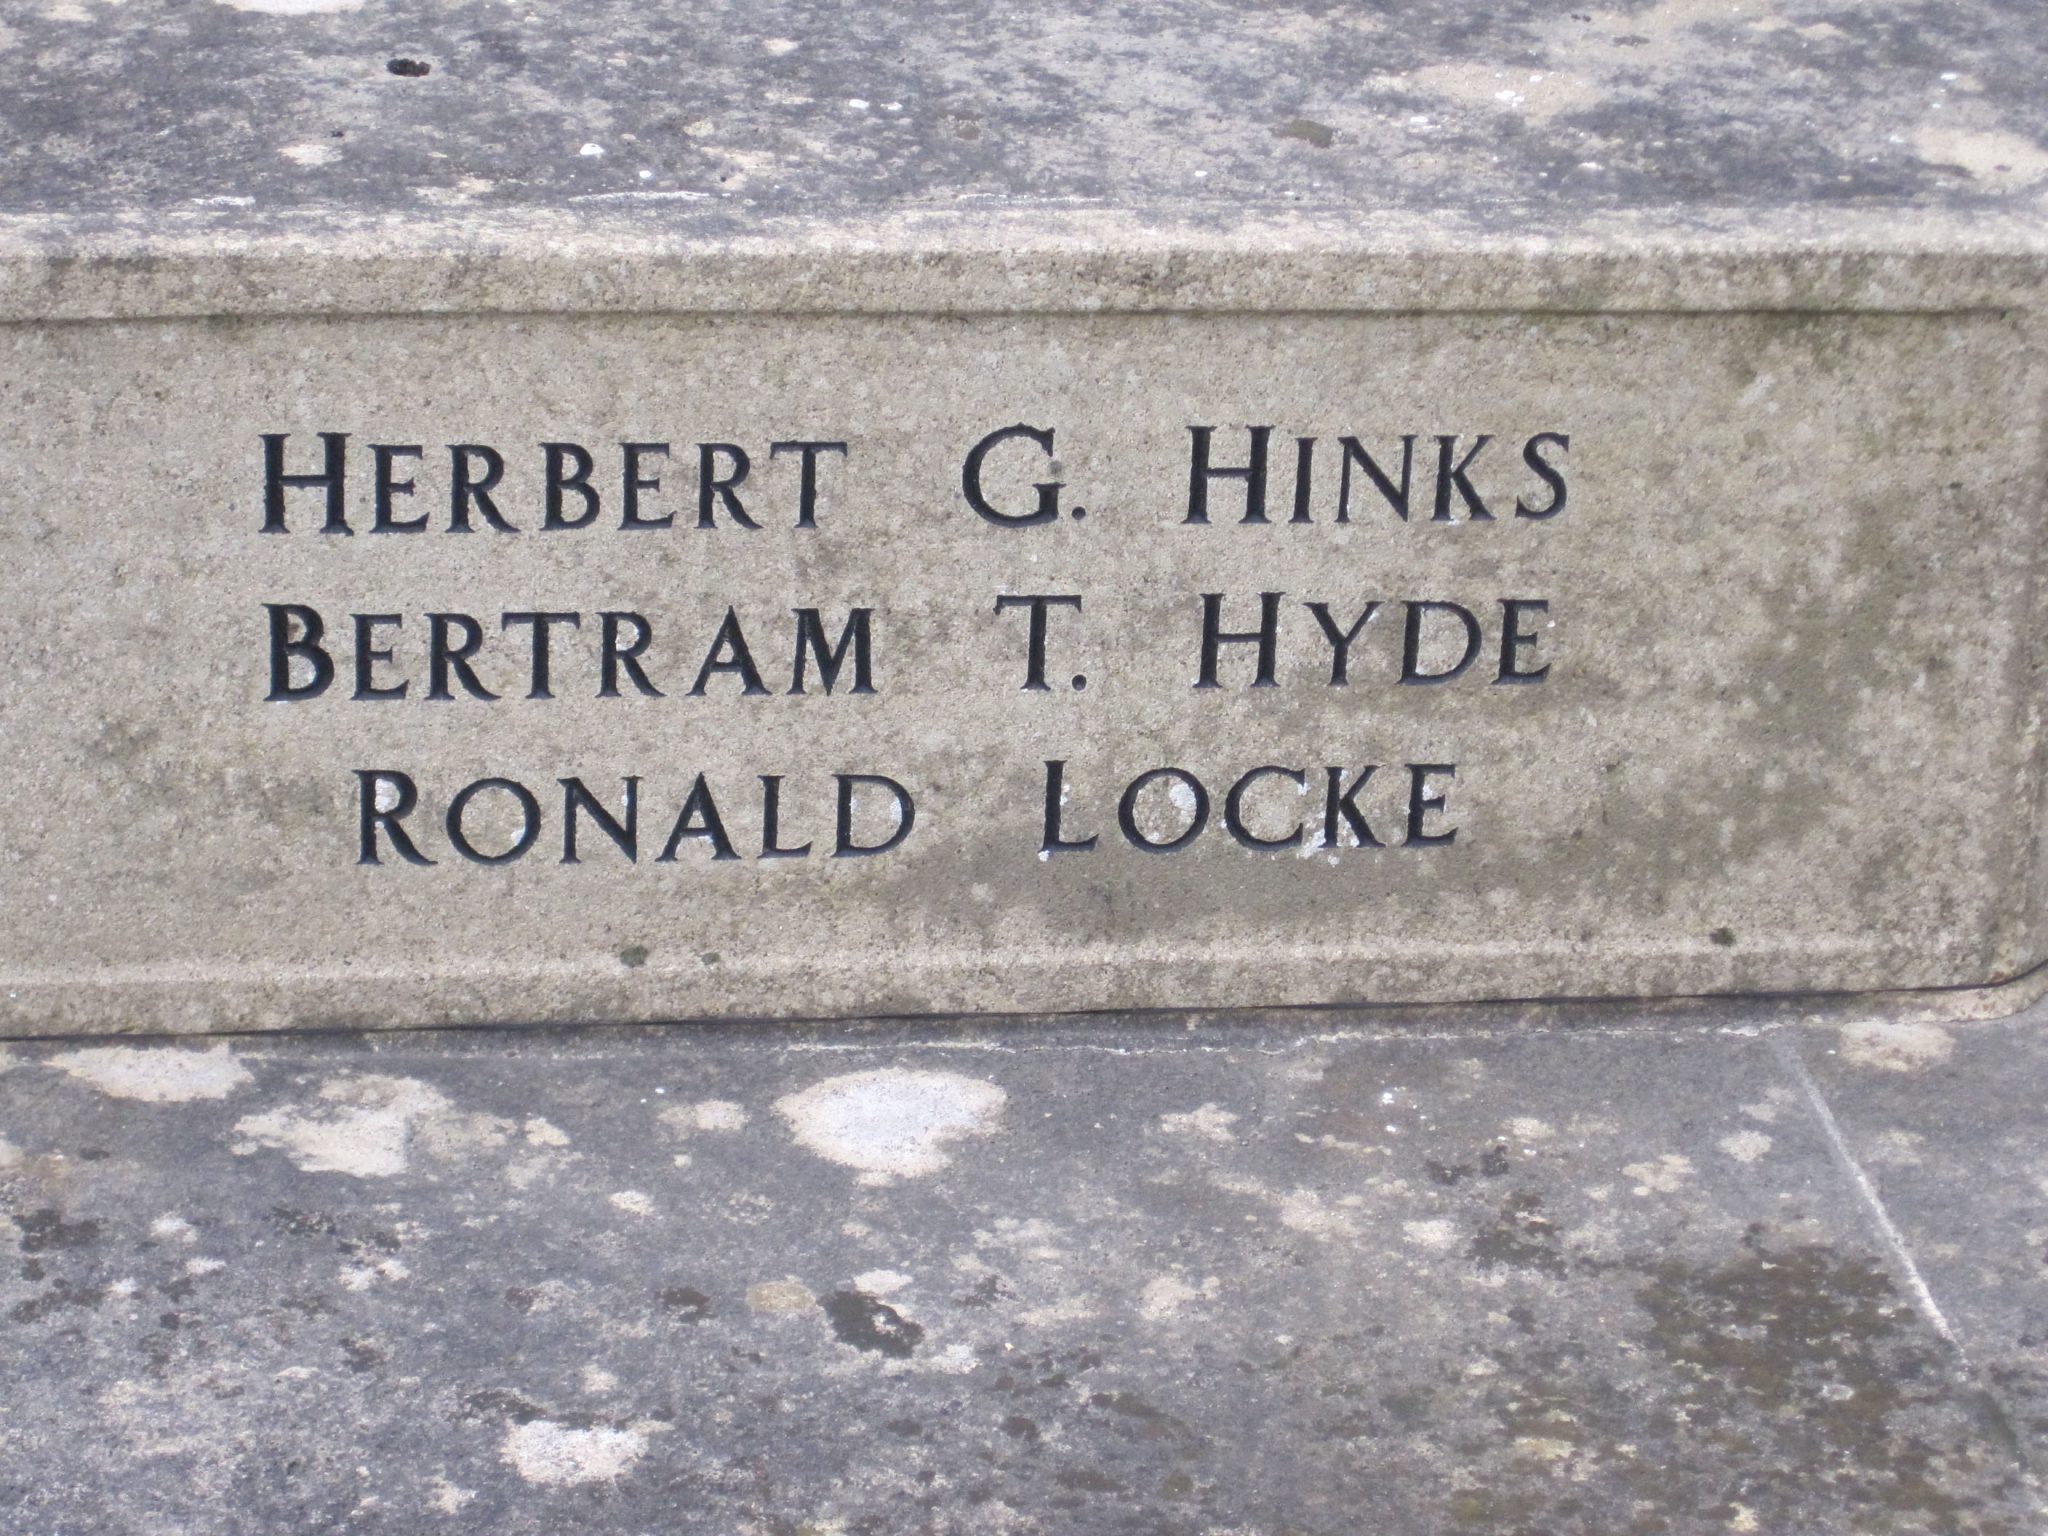 HERBERT G. HINKS
BERTRAM T. HYDE
RONALD LOCKE